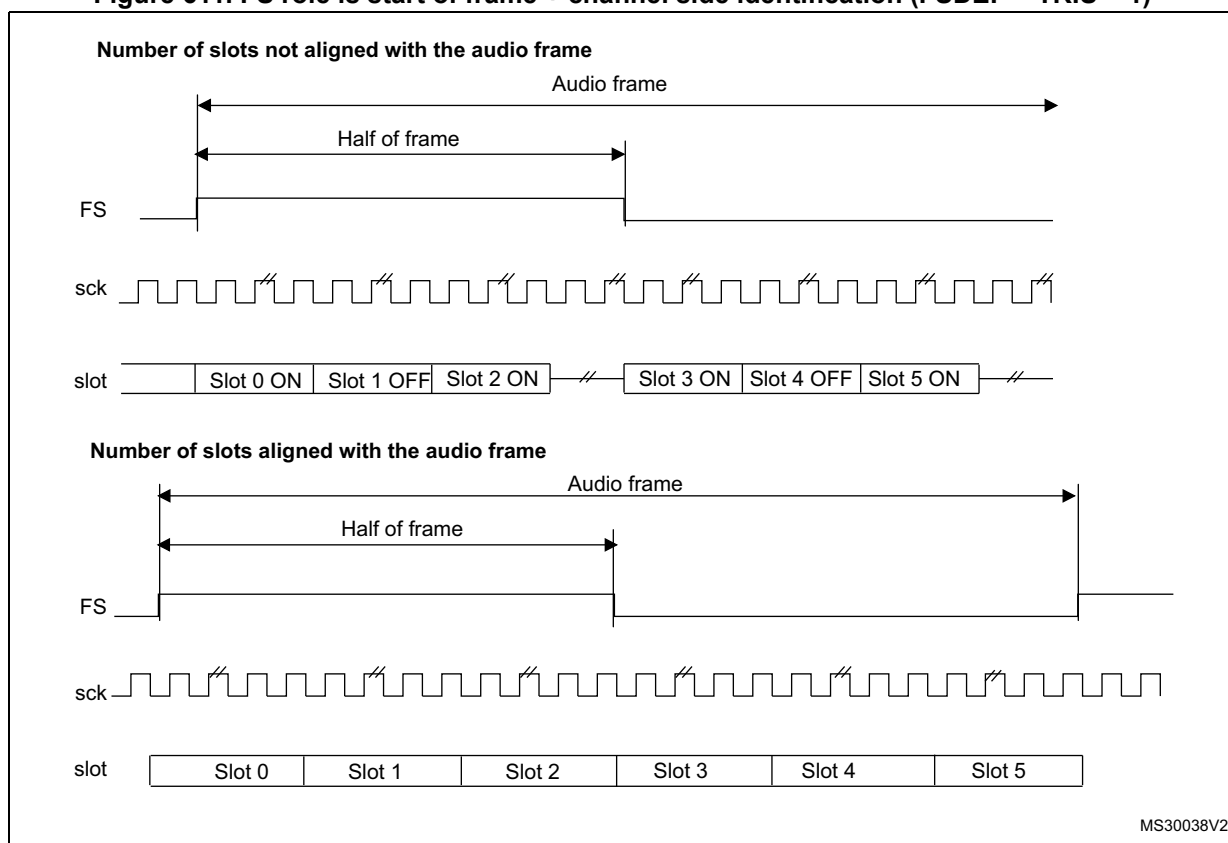 Number of slots not aligned with the audio frame
Audio frame
Half of frame
FS
sck
slot
Slot 0 ON
Slot 1 OFF
Slot 2 ON
Slot 3 ON
Slot 4 OFF
Slot 5 ON
Number of slots aligned with the audio frame
Audio frame
Half of frame
FS
sck
slot
Slot 0
Slot 1
Slot 2
Slot 3
Slot 4
Slot 5
MS30038V2